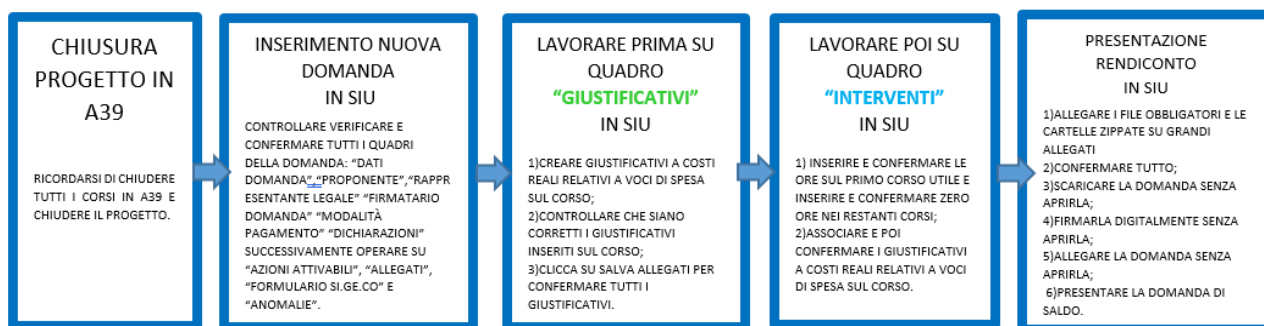 CHIUSURA
PROGETTO IN
A39
RICORDARSI DI CHIUDERE
TUTTI I CORSI IN A39 E
CHIUDERE IL PROGETTO.
INSERIMENTO NUOVA
DOMANDA
IN SIU
CONTROLLARE VERIFICARE E
CONFERMARE TUTTI I QUADRI
DELLA DOMANDA: “DATI
DOMANDA” “PROPONENTE”,“RAPPR
ESENTANTE LEGALE” “FIRMATARIO
DOMANDA” “MODALITÀ
PAGAMENTO” “DICHIARAZIONI”
SUCCESSIVAMENTE OPERARE SU
“AZIONI ATTIVABILI”, “ALLEGATI”,
“FORMULARIO SI.GE.CO” E
“ANOMALIE”.
LAVORARE PRIMA SU
QUADRO
“GIUSTIFICATIVI”
IN SIU
1)CREARE GIUSTIFICATIVI A COSTI
REALI RELATIVI A VOCI DI SPESA
SUL CORSO;
2)CONTROLLARE CHE SIANO
CORRETTI I GIUSTIFICATIVI
INSERITI SUL CORSO;
3)CLICCA SU SALVA ALLEGATI PER
CONFERMARE TUTTI I
GIUSTIFICATIVI.
LAVORARE POI SU
QUADRO
“INTERVENTI”
IN SIU
1) INSERIRE E CONFERMARE LE
ORE SUL PRIMO CORSO UTILE E
INSERIRE E CONFERMARE ZERO
ORE NEI RESTANTI CORSI;
2)ASSOCIARE E POI
CONFERMARE I GIUSTIFICATIVI
A COSTI REALI RELATIVI A VOCI
DI SPESA SUL CORSO.
PRESENTAZIONE
RENDICONTO
IN SIU
1)ALLEGARE I FILE OBBLIGATORI E LE
CARTELLE ZIPPATE SU GRANDI
ALLEGATI
2)CONFERMARE TUTTO;
3)SCARICARE LA DOMANDA SENZA
APRIRLA;
4)FIRMARLA DIGITALMENTE SENZA
APRIRLA;
5)ALLEGARE LA DOMANDA SENZA
APRIRLA;
6)PRESENTARE LA DOMANDA DI
SALDO.